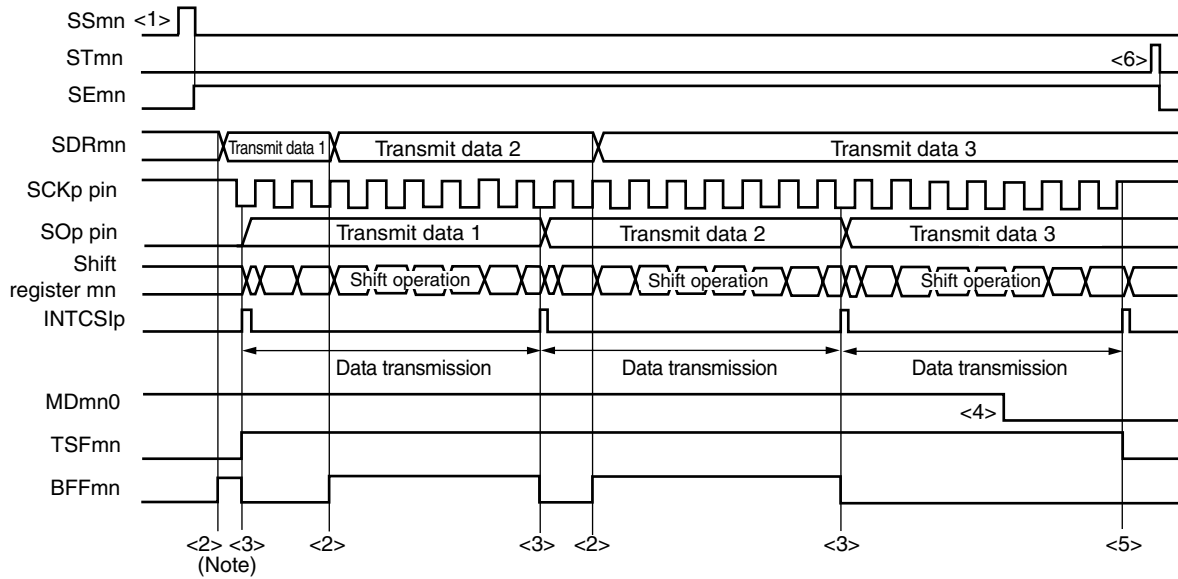 SSmn <1>
STmn <6>
SEmn
SDRmn Transmit data 1 Transmit data 2 Transmit data 3
SCKp pin
SOp pin Transmit data 1 Transmit data 2 Transmit data 3
Shift
register mn Shift operation Shift operation Shift operation
INTCSIp
Data transmission Data transmission Data transmission
MDmn0 <4>
TSFmn
BFFmn
<2> <3> <2> <3> <2> <3> <5>
(Note)